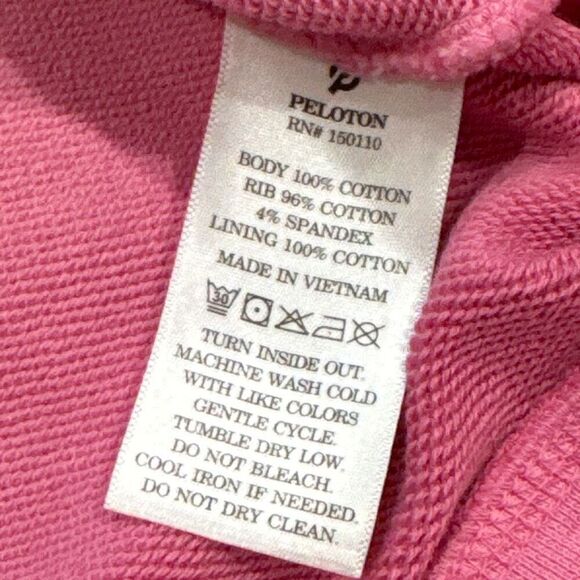 PELOTON
RN# 150110
BODY 100% COTTON
RIB 96% COTTON
4% SPANDEX
LINING 100% COTTON
MADE IN VIETNAM
30
TURN INSIDE OUT.
MACHINE WASH COLD
WITH LIKE COLORS
GENTLE CYCLE.
TUMBLE DRY LOW.
DO NOT BLEACH.
COOL IRON IF NEEDED.
DO NOT DRY CLEAN.